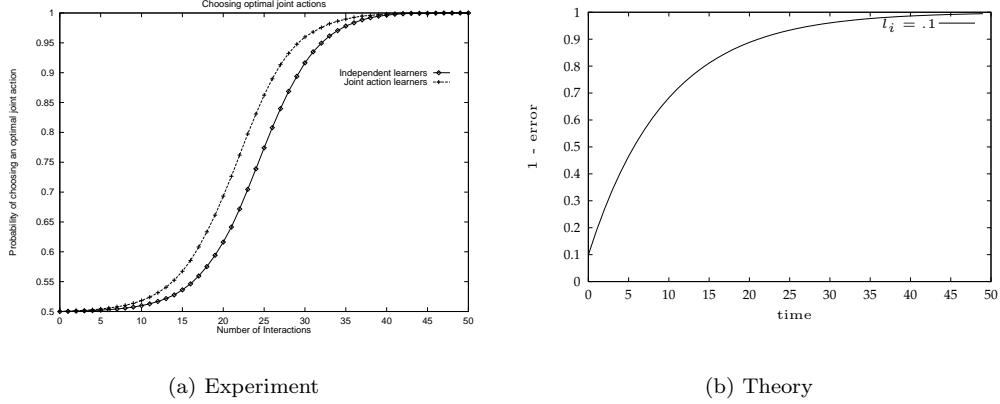 Choosing optimal joint actions
Probability of choosing an optimal joint action
1
0.95
0.9
0.85
0.8
0.75
0.7
0.65
0.6
0.55
0.5
Independent learners
Joint action learners
0 5 10 15 20 25 30 35 40 45 50
Number of Interactions
(a) Experiment
1 - error
1
0.9
0.8
0.7
0.6
0.5
0.4
0.3
0.2
0.1
0
l_i = .1
0 5 10 15 20 25 30 35 40 45 50
time
(b) Theory